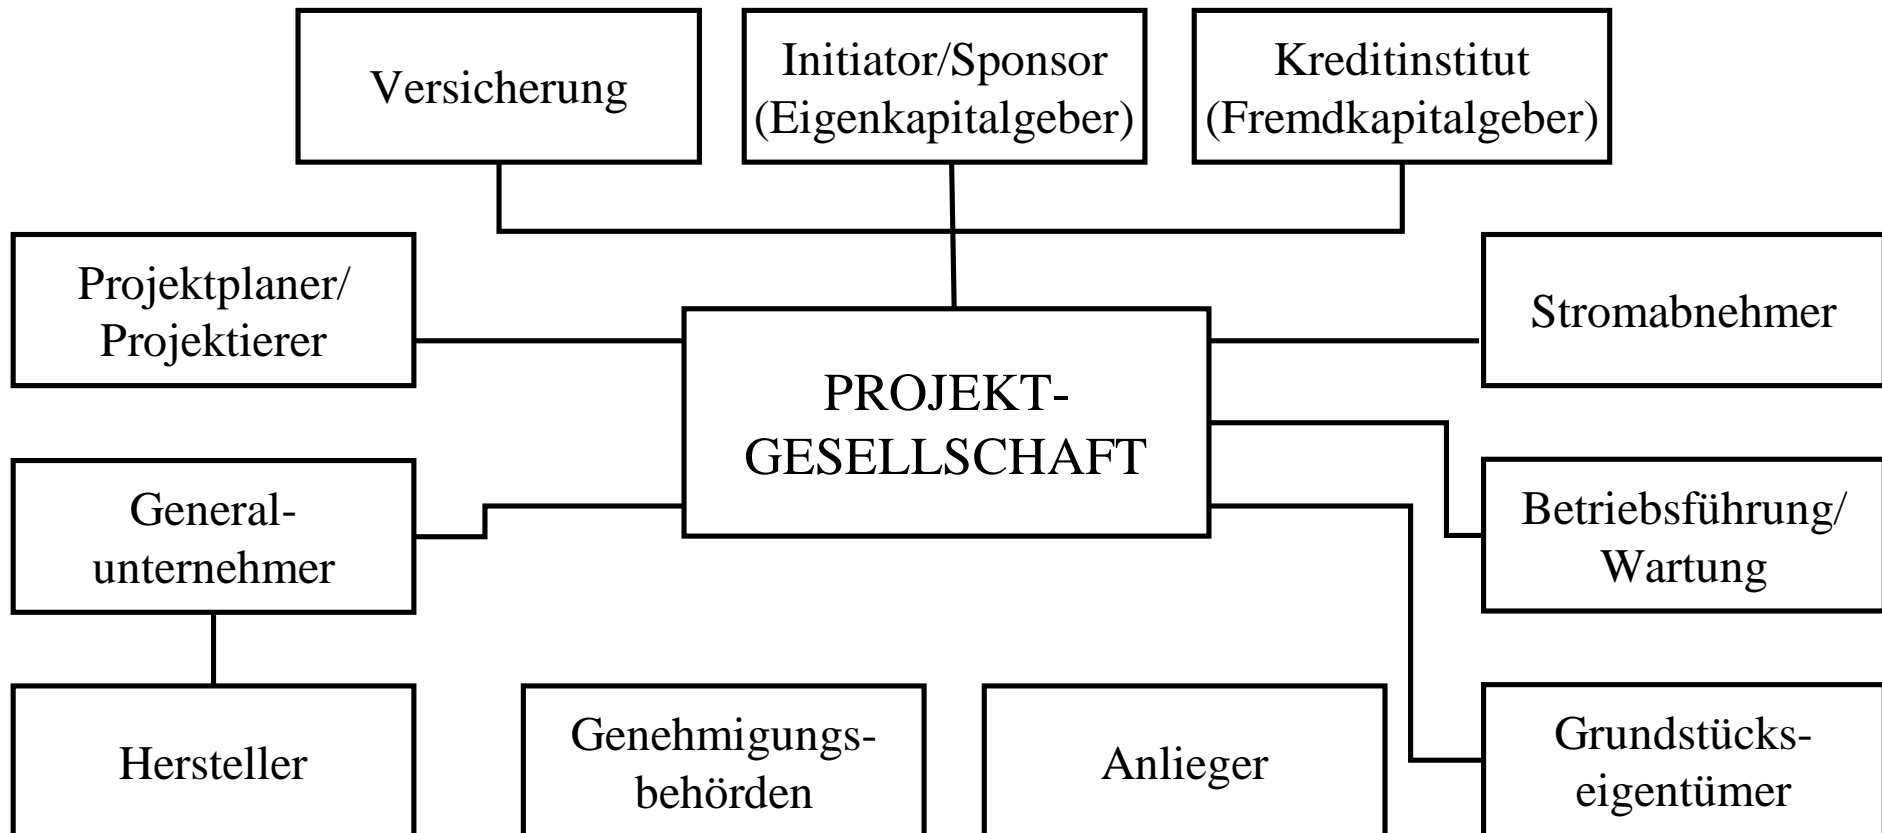 Versicherung
Initiator/Sponsor
(Eigenkapitalgeber)
Kreditinstitut
(Fremdkapitalgeber)
Projektplaner/
Projektierer
Stromabnehmer
PROJEKT-
GESELLSCHAFT
General-
unternehmer
Betriebsführung/
Wartung
Hersteller
Genehmigungs-
behörden
Anlieger
Grundstücks-
eigentümer